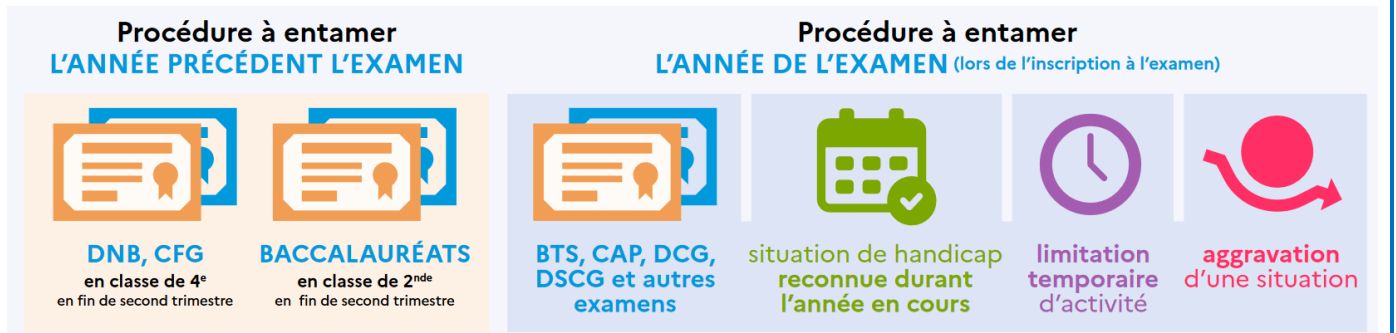 Procédure à entamer
L'ANNÉE PRÉCÉDENT L'EXAMEN
DNB, CFG
en classe de 4e
en fin de second trimestre
BACCALAURÉATS
en classe de 2nde
en fin de second trimestre
Procédure à entamer
L'ANNÉE DE L'EXAMEN (lors de l'inscription à l'examen)
BTS, CAP, DCG,
DSCG et autres
examens
situation de handicap
reconnue durant
l'année en cours
limitation
temporaire
d'activité
aggravation
d'une situation